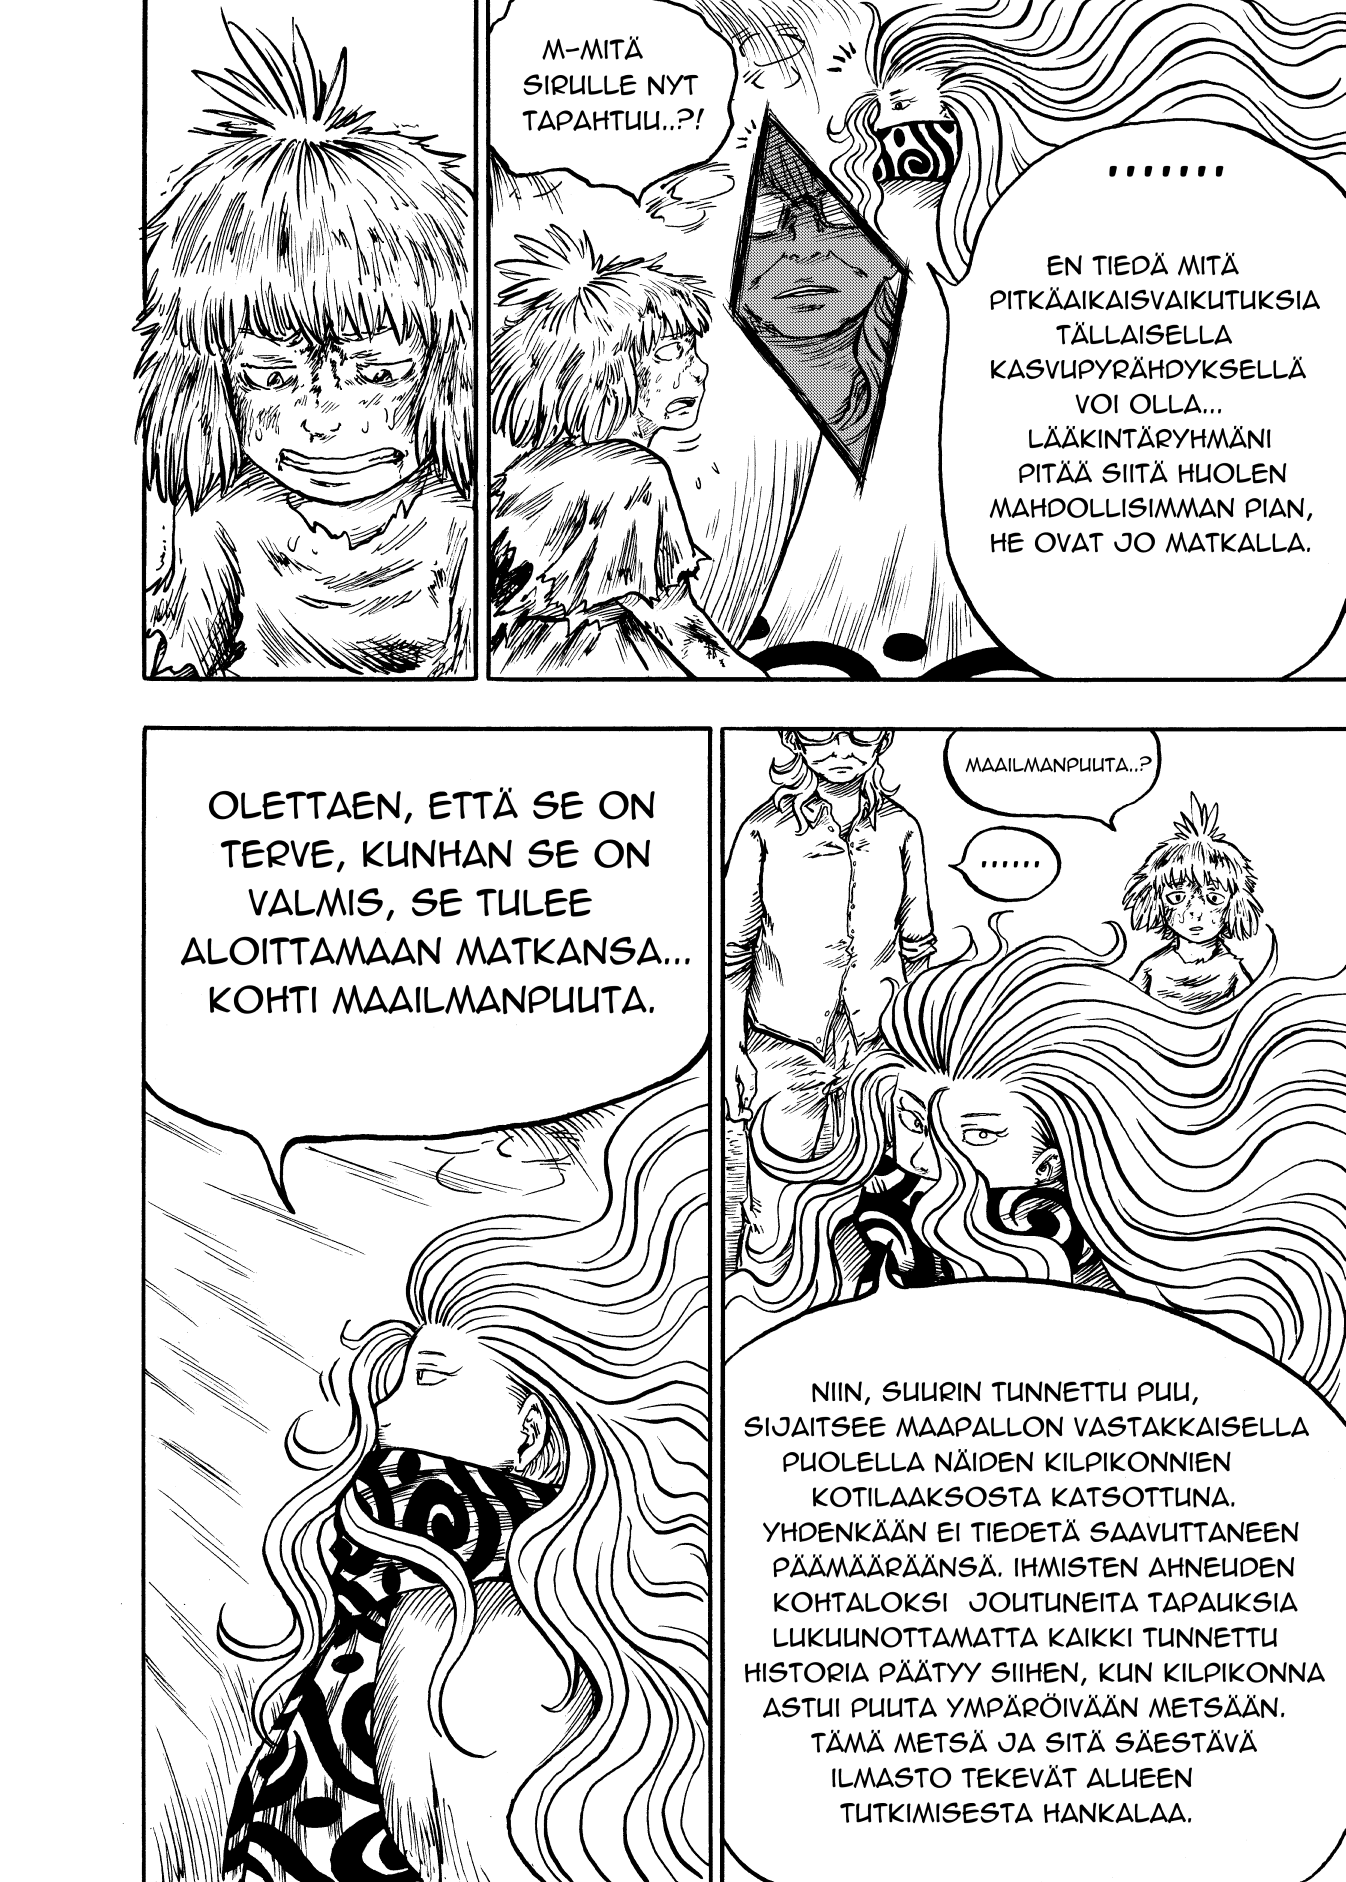 M-MITÄ
SIRULLE NYT
TAPAHTUU..?!
.......
EN TIEDÄ MITÄ
PITKÄAIKAISVAIKUTUKSIA
TÄLLAISELLA
KASVUPYRÄHDYKSELLÄ
VOI OLLA...
LÄÄKINTÄRYHMÄNI
PITÄÄ SIITÄ HUOLEN
MAHDOLLISIMMAN PIAN,
HE OVAT JO MATKALLA.
OLETTAEN, ETTÄ SE ON
TERVE, KUNHAN SE ON
VALMIS, SE TULEE
ALOITTAMAAN MATKANSA...
KOHTI MAAILMANPUUTA.
MAAILMANPUUTA..?
......
NIIN, SUURIN TUNNETTU PUU,
SIJAITSEE MAAPALLON VASTAKKAISELLA
PUOLELLA NÄIDEN KILPIKONNIEN
KOTILAAKSOSTA KATSOTTUNA.
YHDENKÄÄN EI TIEDETÄ SAAVUTTANEEN
PÄÄMÄÄRÄÄNSÄ. IHMISTEN AHNEUDEN
KOHTALOKSI JOUTUNEITA TAPAUKSIA
LUKUUNOTTAMATTA KAIKKI TUNNETTU
HISTORIA PÄÄTYY SIIHEN, KUN KILPIKONNA
ASTUI PUUTA YMPÄRÖIVÄÄN METSÄÄN.
TÄMÄ METSÄ JA SITÄ SÄESTÄVÄ
ILMASTO TEKEVÄT ALUEEN
TUTKIMISESTA HANKALAA.